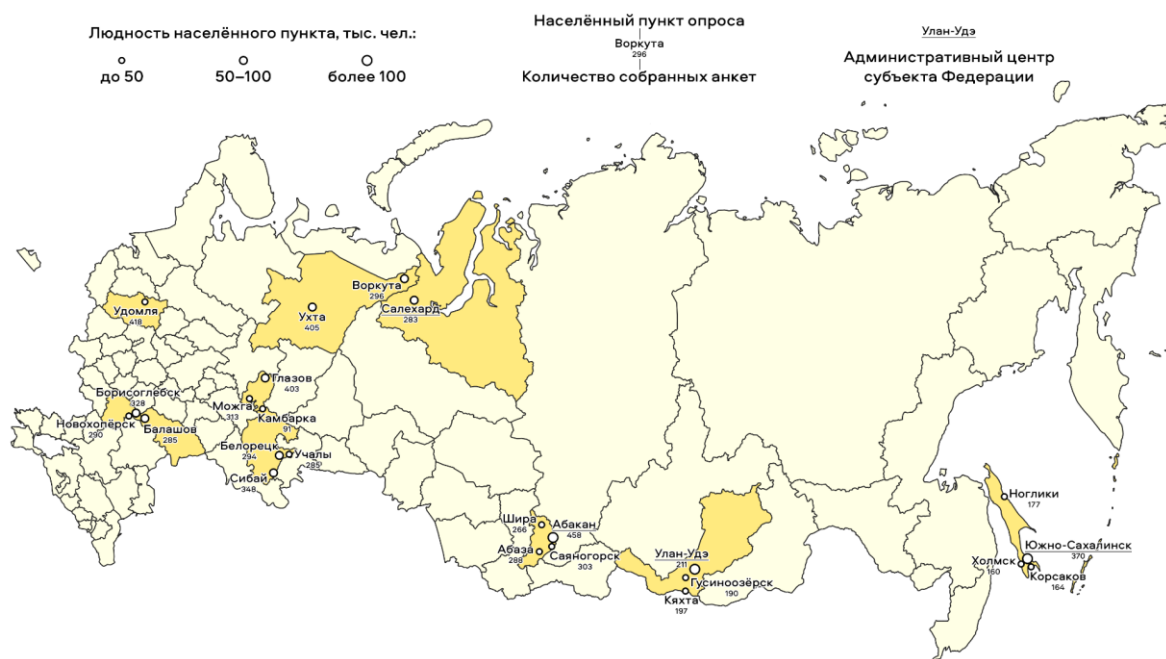 Людность населённого пункта, тыс. чел.:
до 50
50–100
более 100
Населённый пункт опроса
Воркута
296
Количество собранных анкет
Улан-Удэ
Административный центр
субъекта Федерации
Воркута
296
Салехард
283
Удомля
418
Ухта
405
Глазов
403
Можга
313
Камбарка
91
Борисоглебск
328
Новохопёрск
290
Балашов
285
Белорецк
294
Учалы
285
Сибай
348
Шира
266
Абакан
458
Абаза
288
Саяногорск
303
Улан-Удэ
211
Гусиноозёрск
190
Кяхта
197
Ноглики
177
Южно-Сахалинск
370
Холмск
160
Корсаков
164